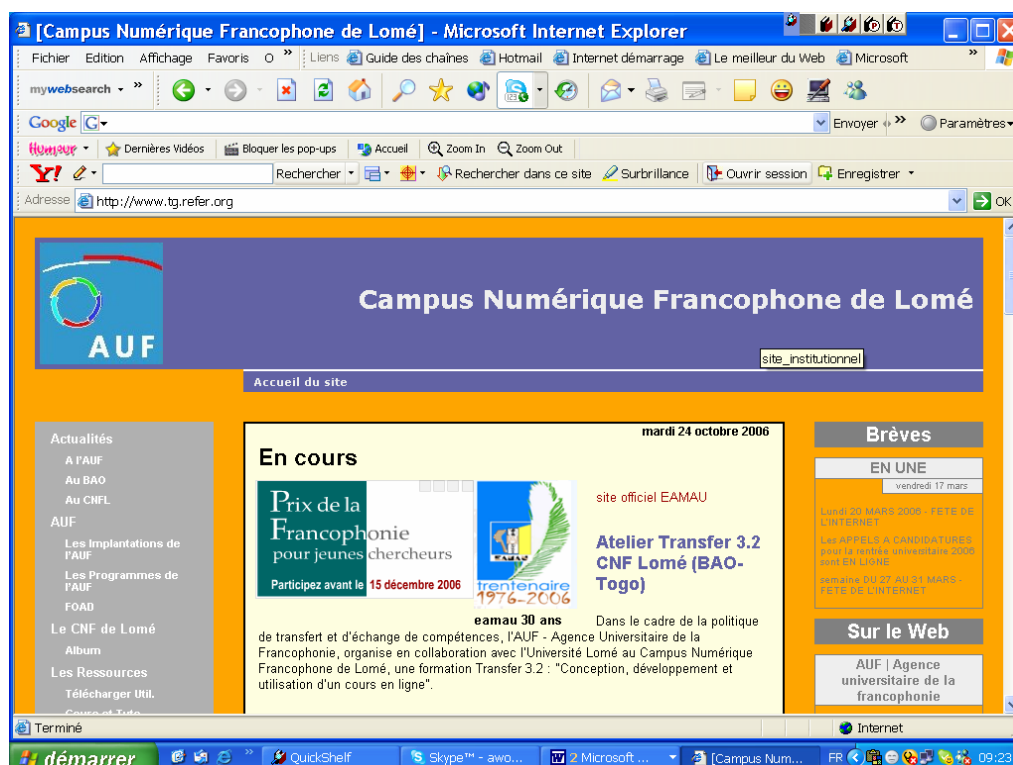 [Campus Numérique Francophone de Lomé] - Microsoft Internet Explorer
Fichier Edition Affichage Favoris O » Liens Guide des chaînes Hotmail Internet démarrage Le meilleur du Web Microsoft »
mywebsearch »
Google G Envoyer » Paramètres
Humour Dernières Vidéos Bloquer les pop-ups Accueil Zoom In Zoom Out
Y! Rechercher Rechercher dans ce site Surbrillance Ouvrir session Enregistrer
Adresse http://www.tg.refer.org OK
AUF
Campus Numérique Francophone de Lomé
site_institutionnel
Accueil du site
Actualités
A l'AUF
Au BAO
Au CNFL
AUF
Les Implantations de
l'AUF
Les Programmes de
l'AUF
FOAD
Le CNF de Lomé
Album
Les Ressources
Télécharger Util.
Cours et Tuto
mardi 24 octobre 2006
En cours
Prix de la
Francophonie
pour jeunes chercheurs
Participez avant le 15 décembre 2006
trentenaire
1976-2006
eamau 30 ans
site officiel EAMAU
Atelier Transfer 3.2
CNF Lomé (BAO-
Togo)
Dans le cadre de la politique
de transfert et d'échange de compétences, l'AUF - Agence Universitaire de la
Francophonie, organise en collaboration avec l'Université Lomé au Campus Numérique
Francophone de Lomé, une formation Transfer 3.2 : "Conception, développement et
utilisation d'un cours en ligne".
Brèves
EN UNE
vendredi 17 mars
Lundi 20 MARS 2006 - FETE DE
L'INTERNET
Les APPELS A CANDIDATURES
pour la rentrée universitaire 2006
sont EN LIGNE
semaine DU 27 AU 31 MARS -
FETE DE L'INTERNET
Sur le Web
AUF | Agence
universitaire de la
francophonie
Terminé Internet
démarrer » QuickShelf Skype™ - awo... 2 Microsoft ... [Campus Num... FR 09:23